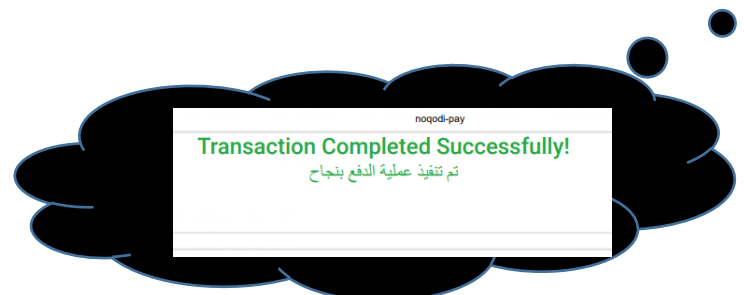 noqodi-pay
Transaction Completed Successfully!
تم تنفيذ عملية الدفع بنجاح